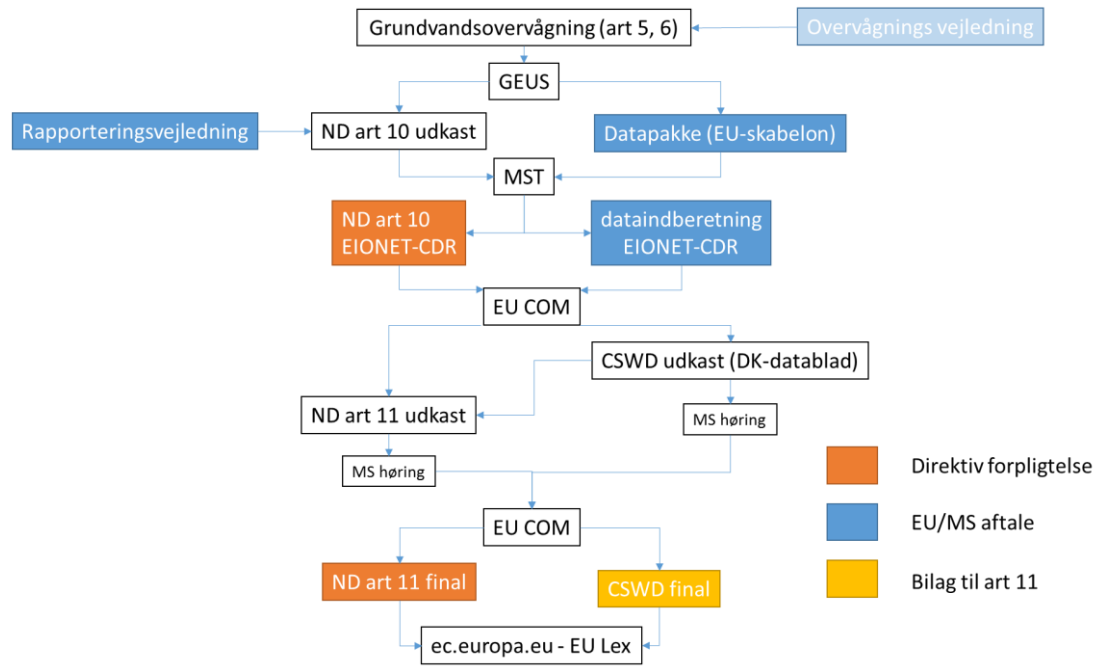 Grundvandsovervågning (art 5, 6)
Overvågnings vejledning
GEUS
Rapporteringsvejledning
ND art 10 udkast
Datapakke (EU-skabelon)
MST
ND art 10
EIONET-CDR
dataindberetning
EIONET-CDR
EU COM
CSWD udkast (DK-datablad)
ND art 11 udkast
MS høring
MS høring
EU COM
ND art 11 final
CSWD final
ec.europa.eu - EU Lex
Direktiv forpligtelse
EU/MS aftale
Bilag til art 11